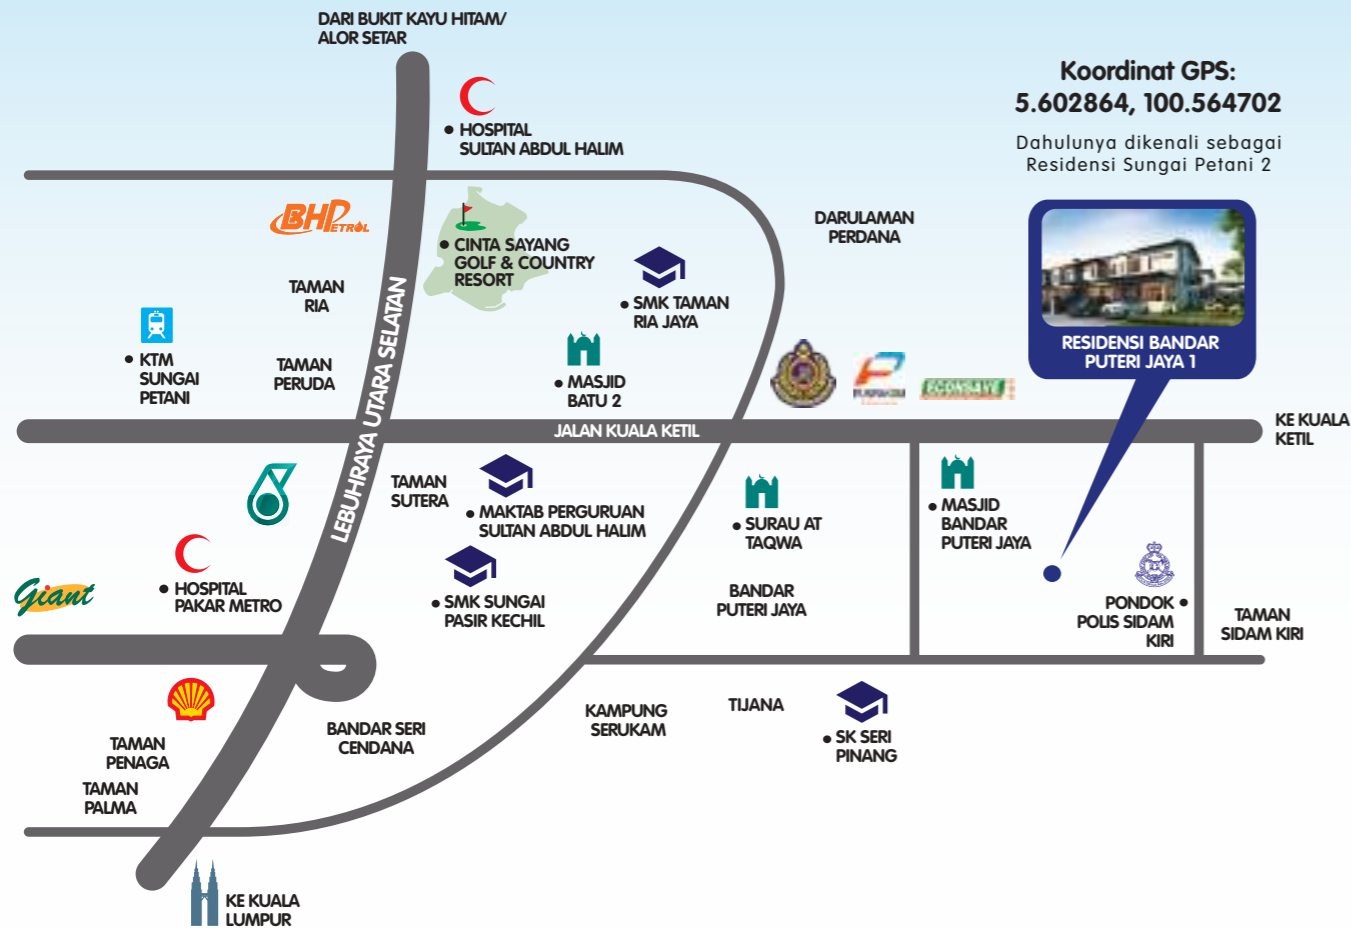 DARI BUKIT KAYU HITAM/
ALOR SETAR
Koordinat GPS:
5.602864, 100.564702
Dahulunya dikenali sebagai
Residensi Sungai Petani 2
HOSPITAL
SULTAN ABDUL HALIM
BHPETROL
CINTA SAYANG
GOLF & COUNTRY
RESORT
DARULAMAN
PERDANA
TAMAN
RIA
SMK TAMAN
RIA JAYA
LEBUHRAYA UTARA SELATAN
KTM
SUNGAI
PETANI
TAMAN
PERUDA
MASJID
BATU 2
ECONSAVE
RESIDENSI BANDAR
PUTERI JAYA 1
JALAN KUALA KETIL
KE KUALA
KETIL
TAMAN
SUTERA
MAKTAB PERGURUAN
SULTAN ABDUL HALIM
SURAU AT
TAQWA
MASJID
BANDAR
PUTERI JAYA
Giant
HOSPITAL
PAKAR METRO
SMK SUNGAI
PASIR KECHIL
BANDAR
PUTERI JAYA
PONDOK
POLIS SIDAM
KIRI
TAMAN
SIDAM KIRI
TAMAN
PENAGA
BANDAR SERI
CENDANA
KAMPUNG
SERUKAM
TIJANA
SK SERI
PINANG
TAMAN
PALMA
KE KUALA
LUMPUR